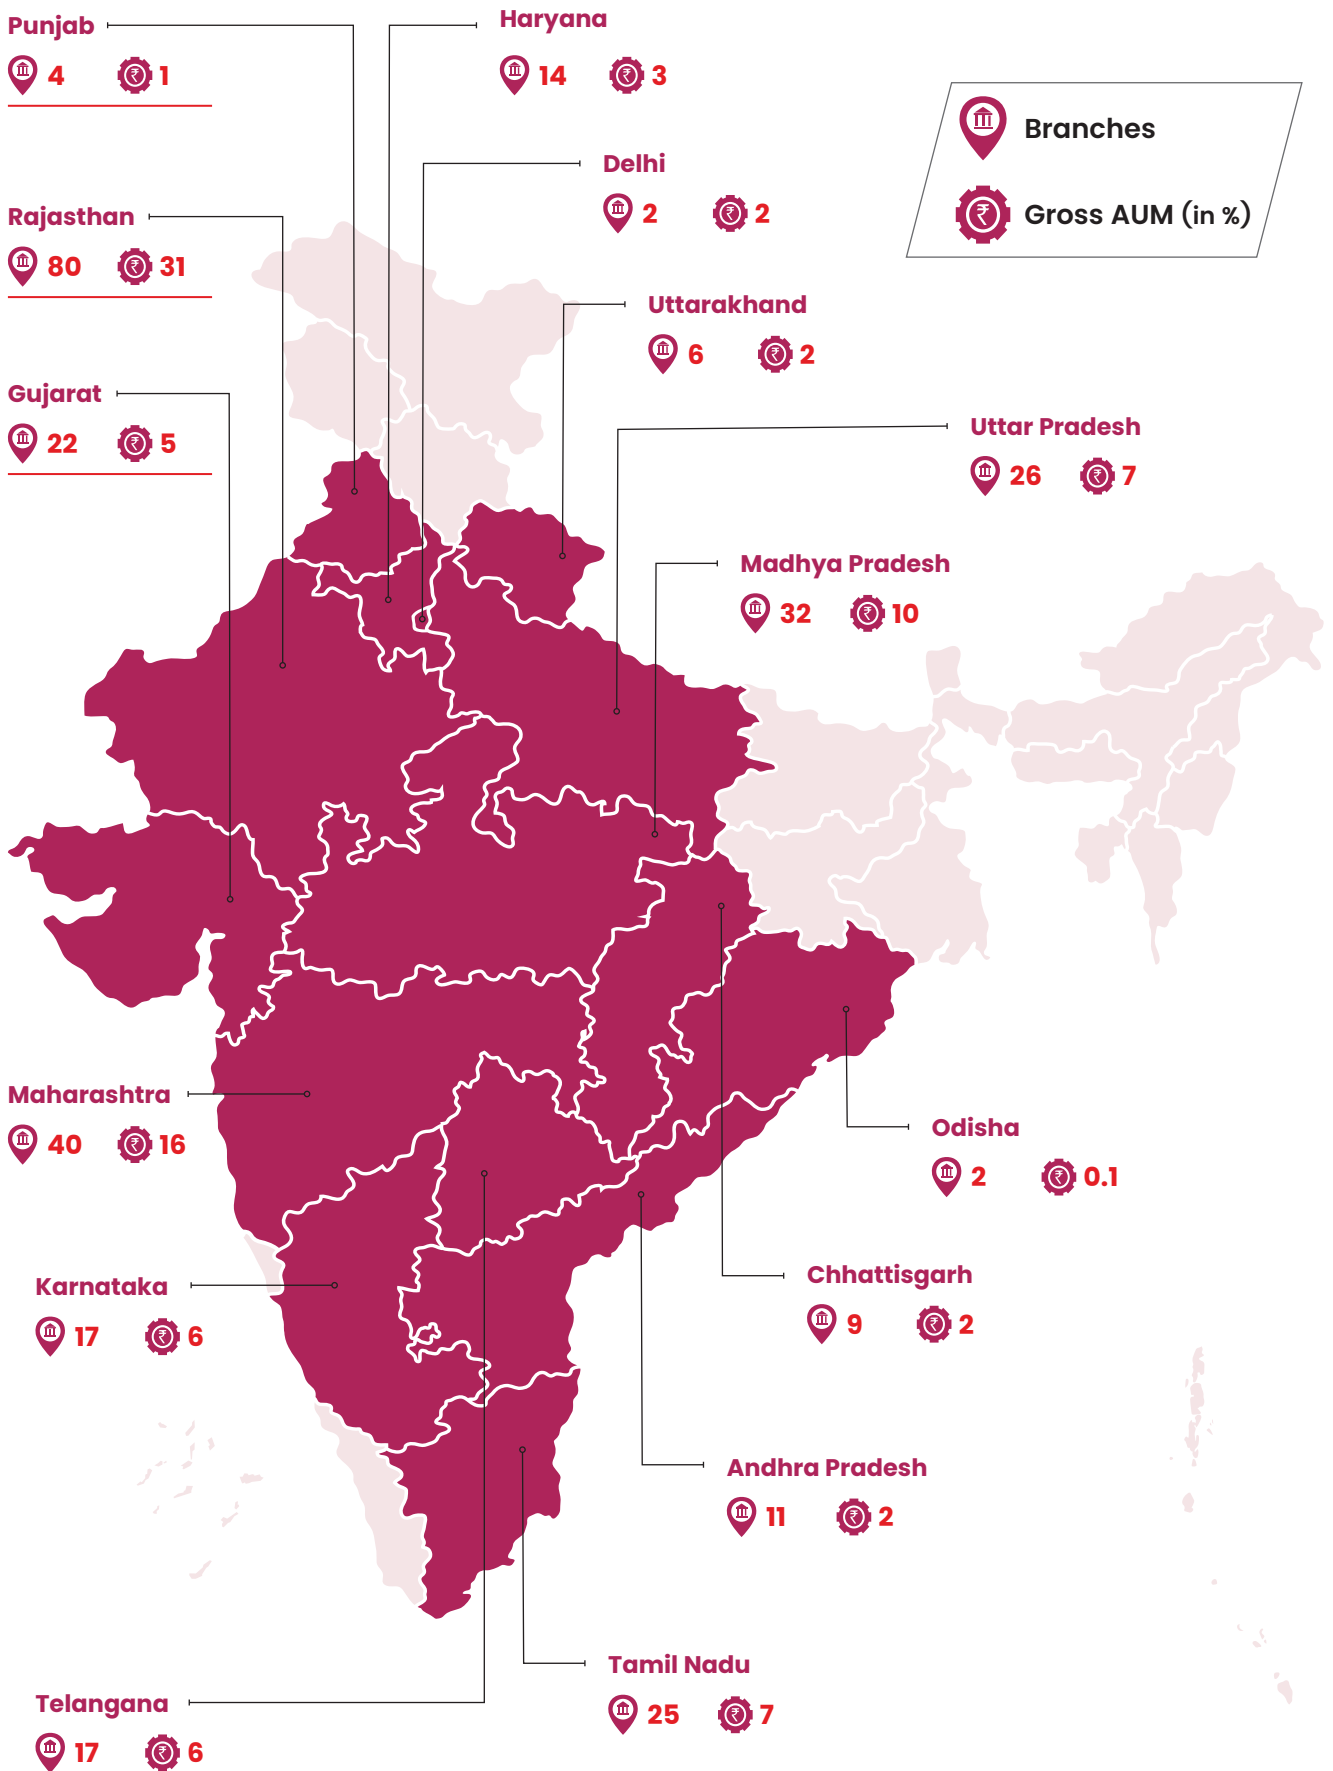 Punjab
4 1
Haryana
14 3
Branches
Gross AUM (in %)
Delhi
2 2
Rajasthan
80 31
Uttarakhand
6 2
Gujarat
22 5
Uttar Pradesh
26 7
Madhya Pradesh
32 10
Maharashtra
40 16
Odisha
2 0.1
Karnataka
17 6
Chhattisgarh
9 2
Andhra Pradesh
11 2
Tamil Nadu
25 7
Telangana
17 6